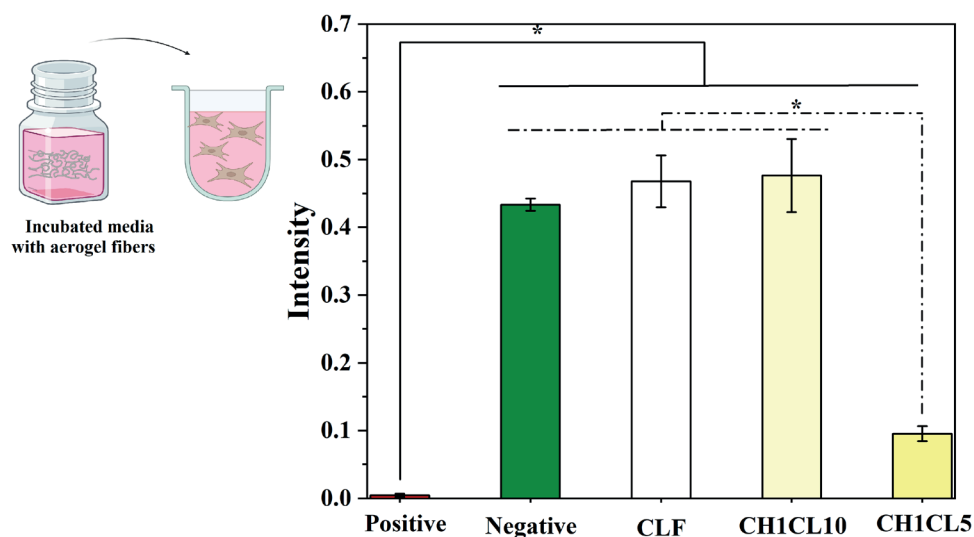 Incubated media
with aerogel fibers
Intensity
0.7
0.6
0.5
0.4
0.3
0.2
0.1
0.0
*
*
Positive
Negative
CLF
CH1CL10
CH1CL5